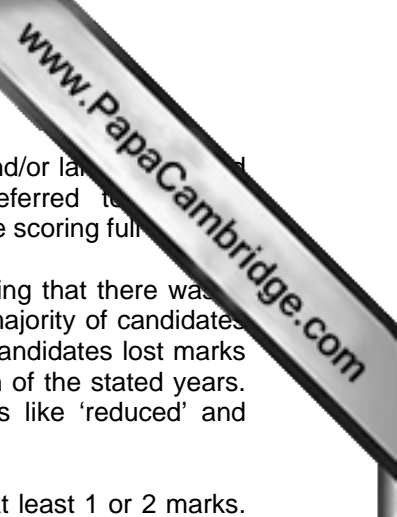 www.PapaCambridge.com
nd/or
eferred
e scoring full
ing that there was
majority of candidates
andidates lost marks
of the stated years.
s like 'reduced' and
at least 1 or 2 marks.